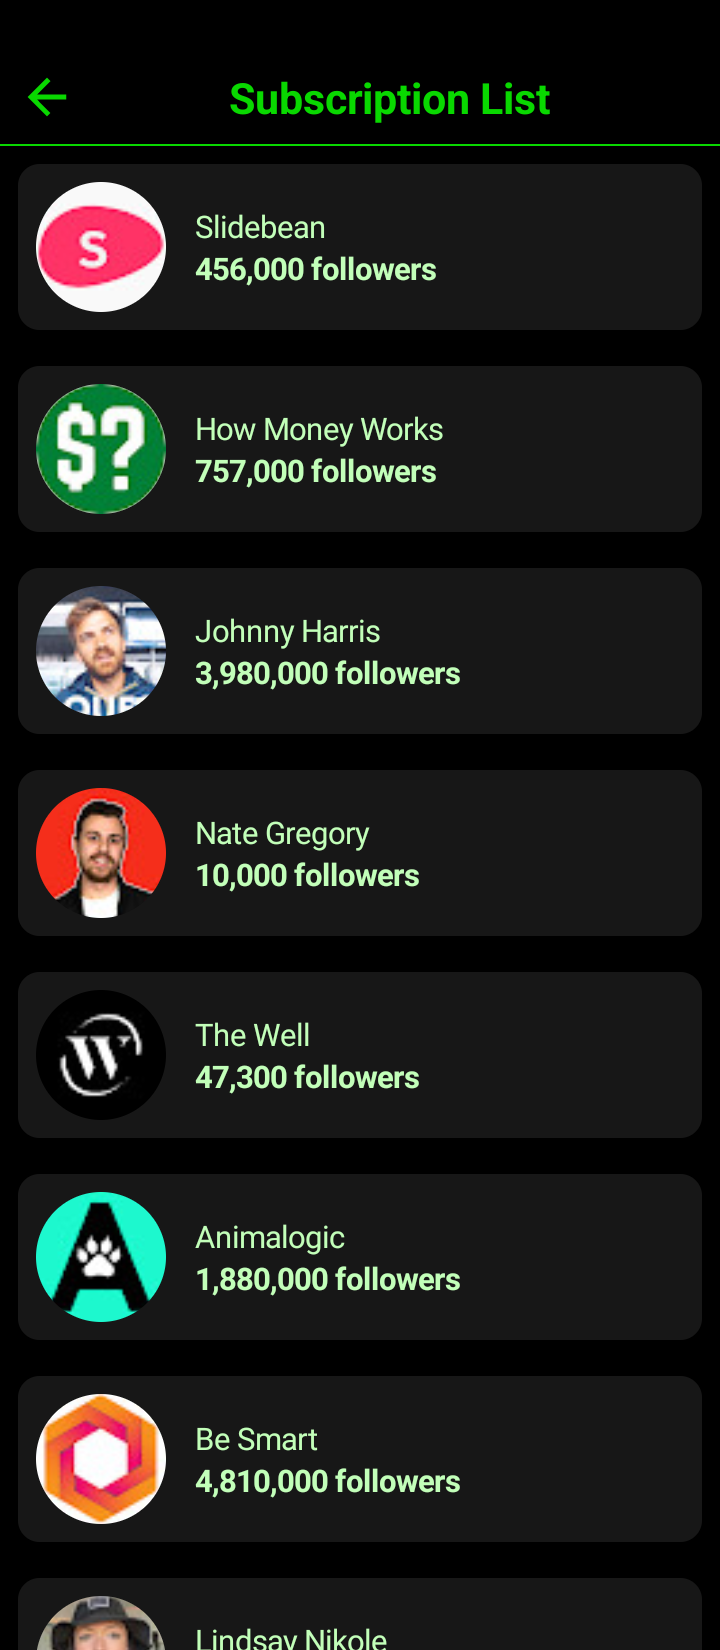 Subscription List
S
Slidebean
456,000 followers
$?
How Money Works
757,000 followers
Johnny Harris
3,980,000 followers
Nate Gregory
10,000 followers
W
The Well
47,300 followers
A
Animalogic
1,880,000 followers
Be Smart
4,810,000 followers
Lindsay Nikole